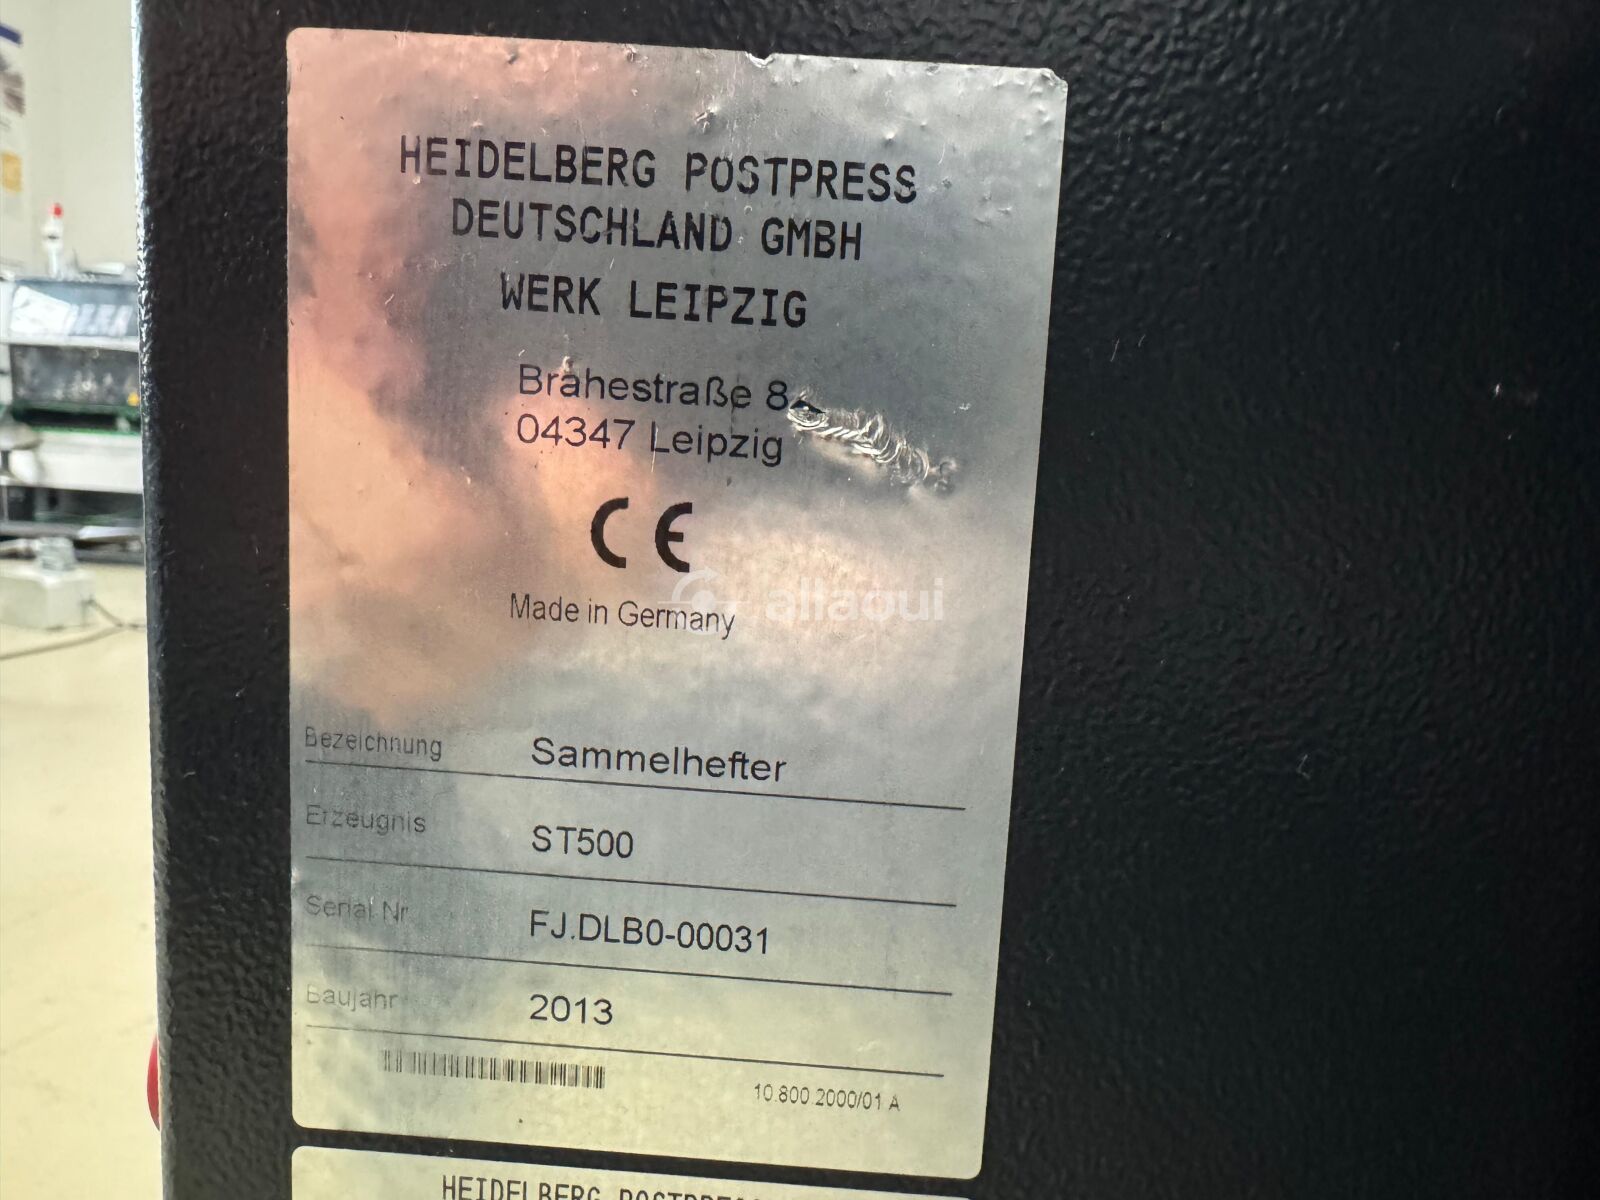 HEIDELBERG POSTPRESS
DEUTSCHLAND GMBH
WERK LEIPZIG
Brahestraße 8
04347 Leipzig
CE
Made in Germany
allaoui
Bezeichnung Sammelhefter
Erzeugnis ST500
Serial Nr FJ.DLB0-00031
Baujahr 2013
10.800.2000/01 A
HEIDELBERG